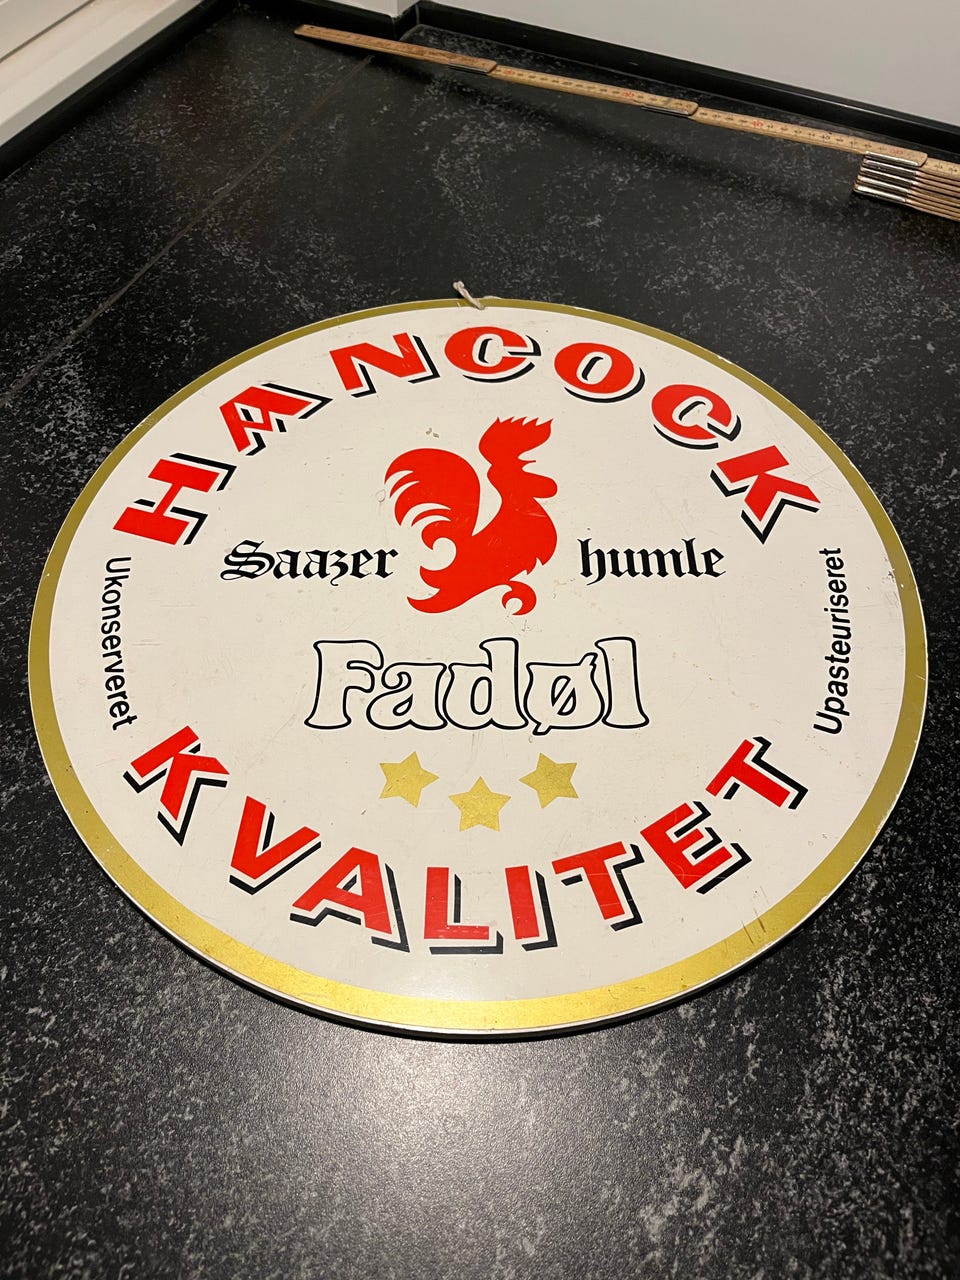 HANCOCK
Saazer humle
Ukonserveret
Upasteuriseret
Fadøl
KVALITET